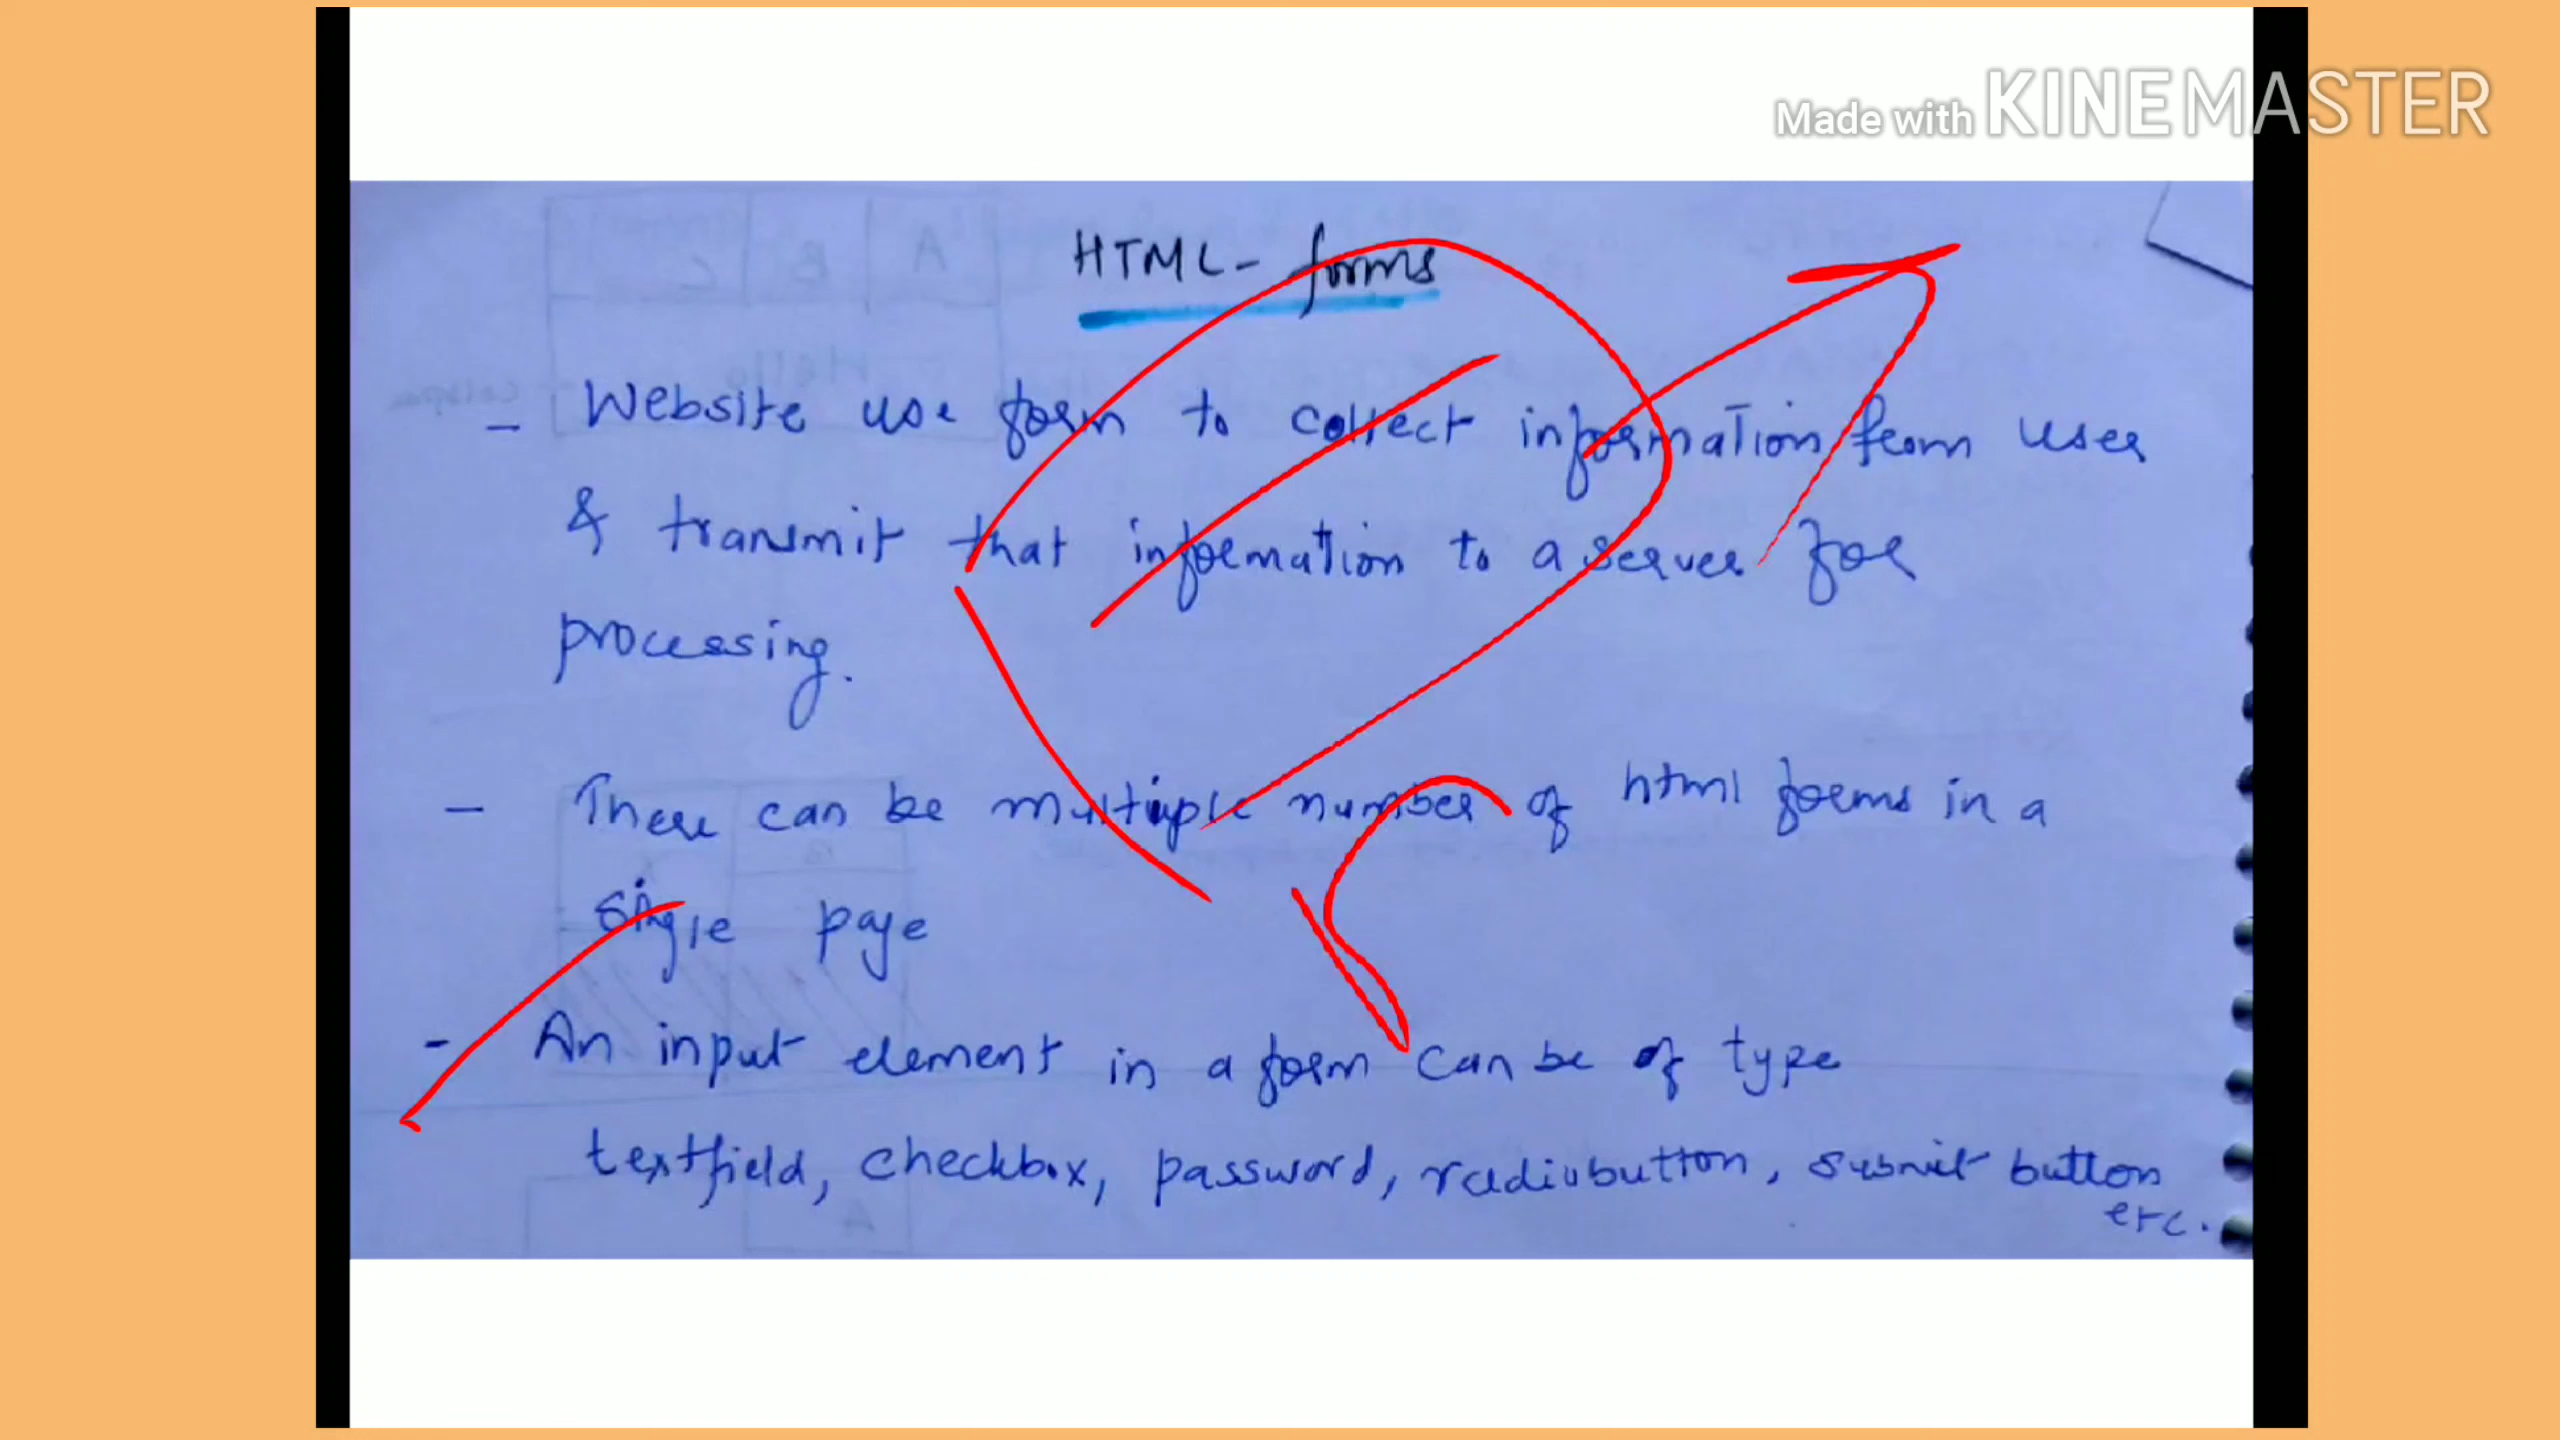 Made with KINEMASTER
HTML - forms
- Website use form to collect information from user
& transmit that information to a server for
processing.
- There can be multiple number of html forms in a
single page
- An input element in a form can be of type
textfield, checkbox, password, radiobutton, submit button
etc.